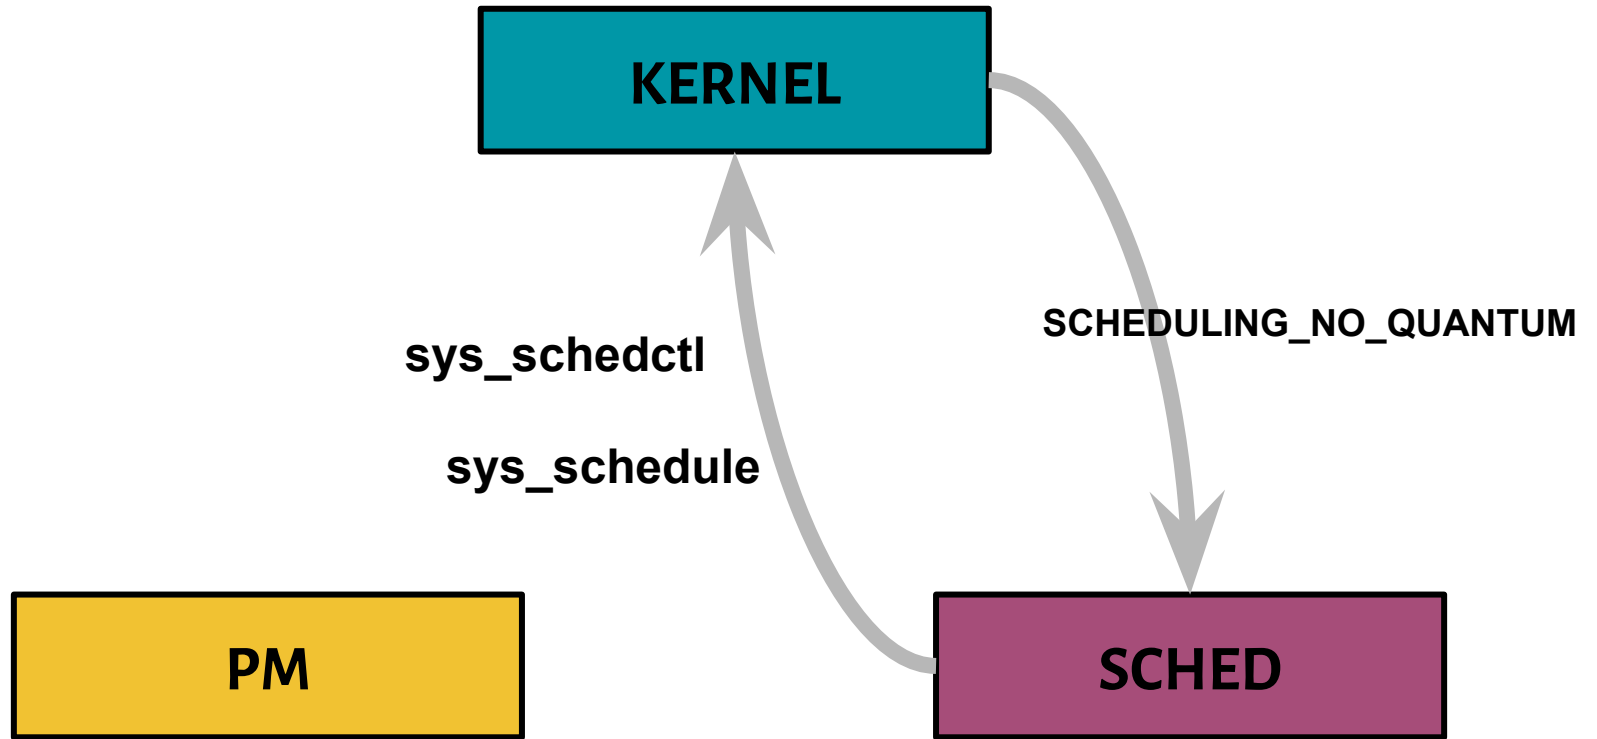 KERNEL
SCHEDULING_NO_QUANTUM
sys_schedctl
sys_schedule
PM
SCHED